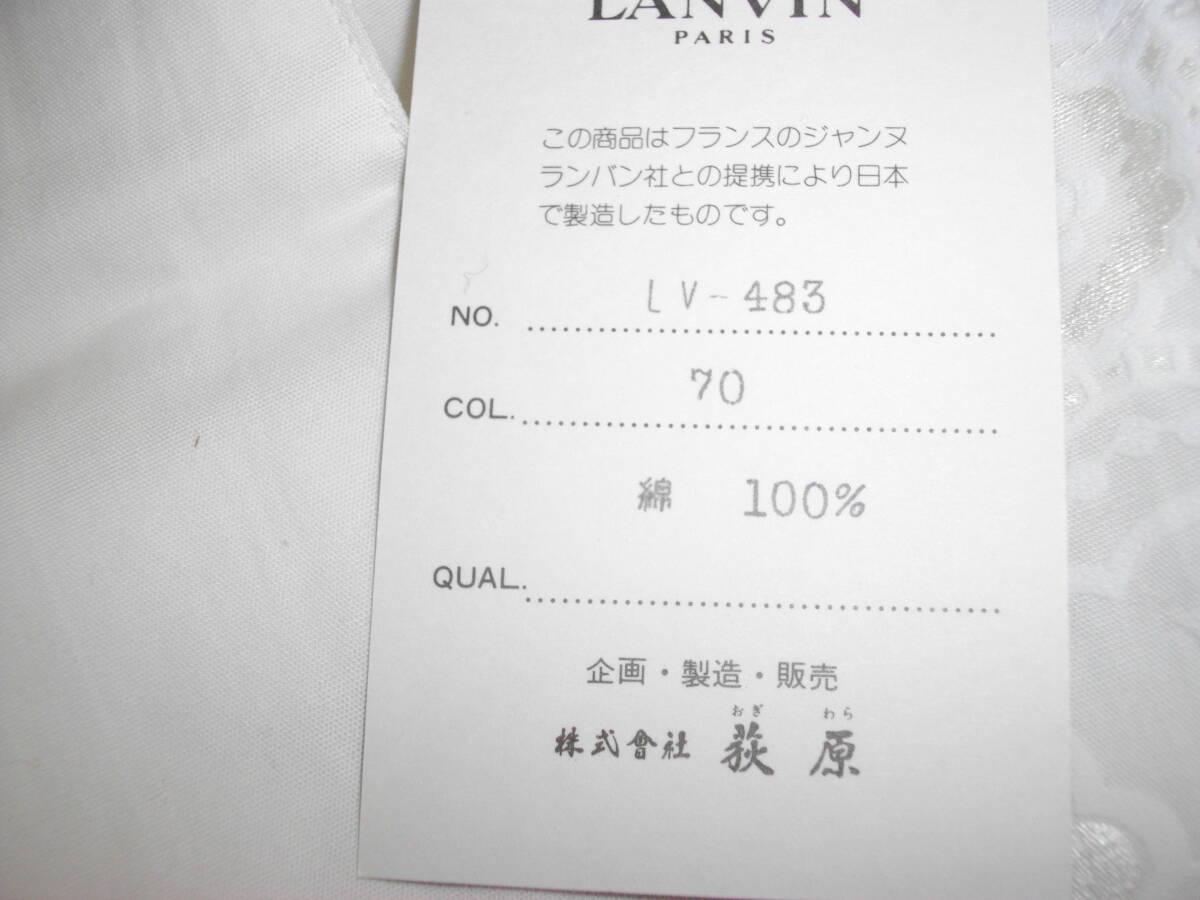 LANVIN
PARIS
この商品はフランスのジャンヌ
ランバン社との提携により日本
で製造したものです。
NO. LV-483
COL. 70
綿 100%
QUAL.
企画・製造・販売
おぎ わら
株式會社 荻原